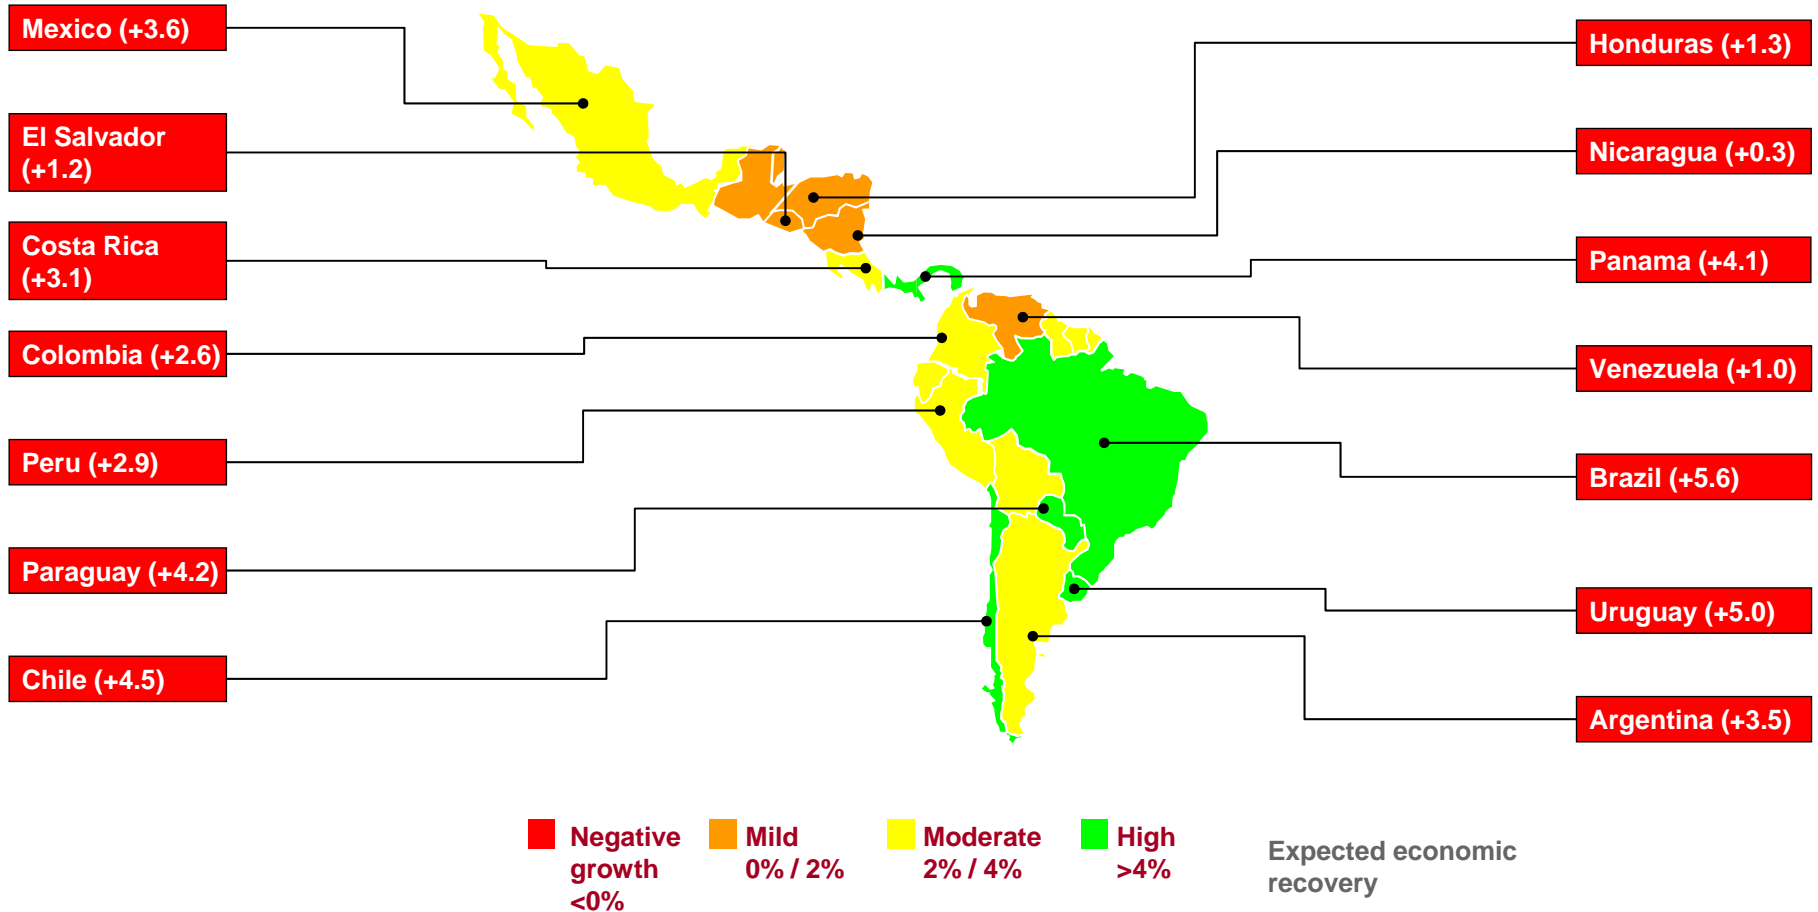 Mexico (+3.6)
El Salvador
(+1.2)
Costa Rica
(+3.1)
Colombia (+2.6)
Peru (+2.9)
Paraguay (+4.2)
Chile (+4.5)
Honduras (+1.3)
Nicaragua (+0.3)
Panama (+4.1)
Venezuela (+1.0)
Brazil (+5.6)
Uruguay (+5.0)
Argentina (+3.5)
Negative
growth
<0%
Mild
0% / 2%
Moderate
2% / 4%
High
>4%
Expected economic
recovery